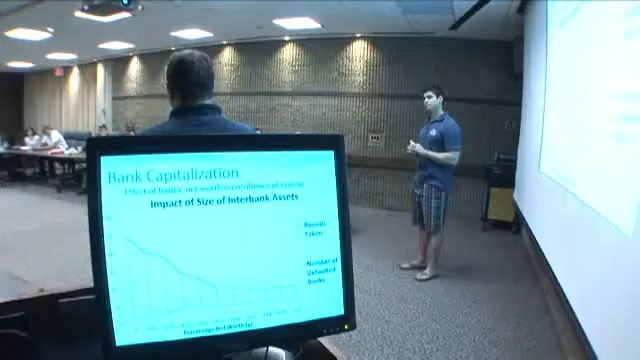 Bank Capitalization
Effect of banks' net worth on resilience of system
Impact of Size of Interbank Assets
Rounds
Taken
Number of
Defaulted
Banks
Percentage Net Worth (γ)